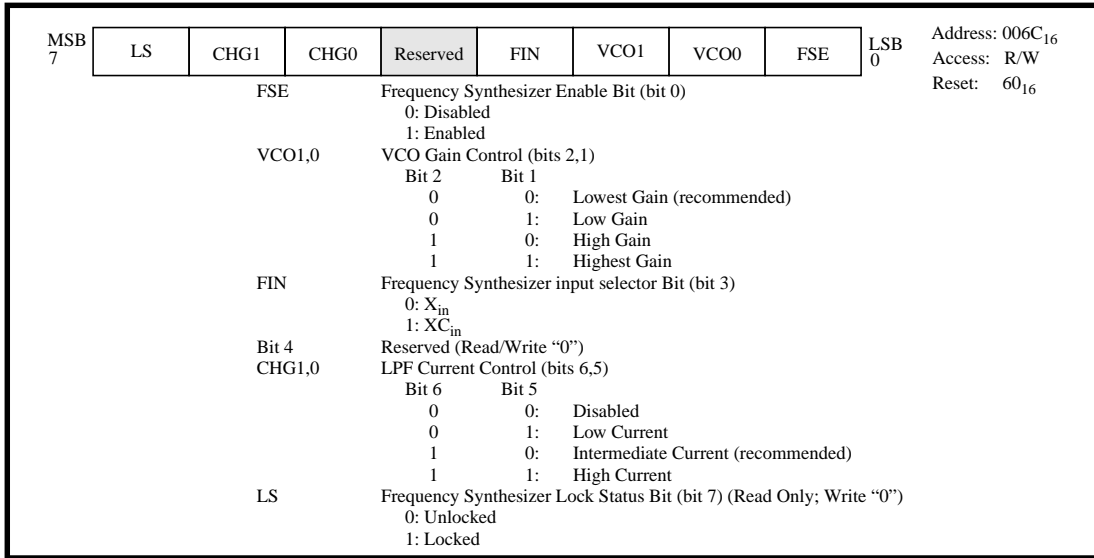 MSB 7 LS CHG1 CHG0 Reserved FIN VCO1 VCO0 FSE LSB 0
Address: 006C16
Access: R/W
Reset: 6016
FSE Frequency Synthesizer Enable Bit (bit 0)
0: Disabled
1: Enabled
VCO1,0 VCO Gain Control (bits 2,1)
Bit 2 Bit 1
0 0: Lowest Gain (recommended)
0 1: Low Gain
1 0: High Gain
1 1: Highest Gain
FIN Frequency Synthesizer input selector Bit (bit 3)
0: Xin
1: XCin
Bit 4 Reserved (Read/Write “0”)
CHG1,0 LPF Current Control (bits 6,5)
Bit 6 Bit 5
0 0: Disabled
0 1: Low Current
1 0: Intermediate Current (recommended)
1 1: High Current
LS Frequency Synthesizer Lock Status Bit (bit 7) (Read Only; Write “0”)
0: Unlocked
1: Locked